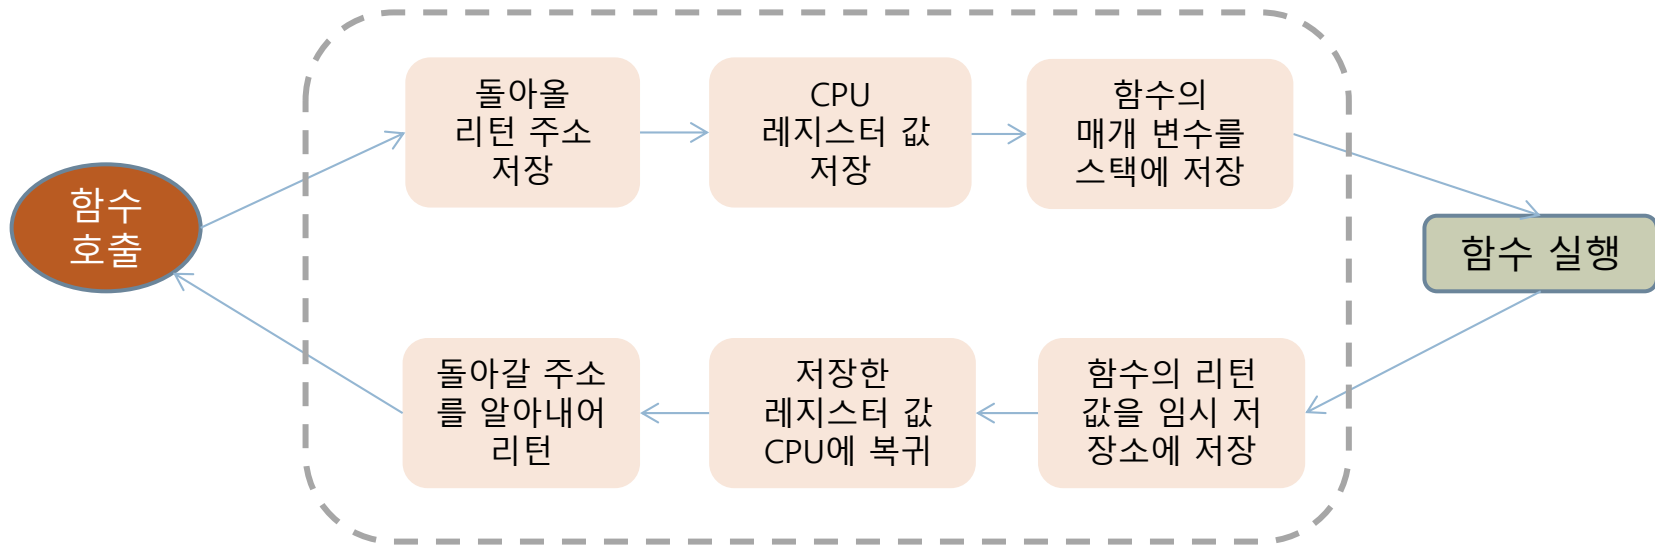 함수
호출
돌아올
리턴 주소
저장
CPU
레지스터 값
저장
함수의
매개 변수를
스택에 저장
함수 실행
함수의 리턴
값을 임시 저
장소에 저장
저장한
레지스터 값
CPU에 복귀
돌아갈 주소
를 알아내어
리턴